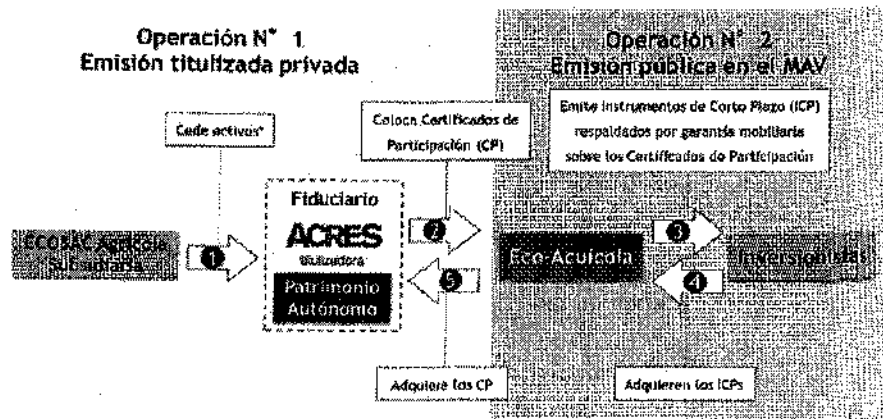 Operación N° 1
Emisión titulizada privada
Operación N° 2
Emisión pública en el MAV
Cede activos*
Coloca Certificados de
Participación (CP)
Emite Instrumentos de Corto Plazo (ICP)
respaldados por garantía mobiliaria
sobre los Certificados de Participación
ECOSAC Agrícola
Subsidiaria
1
Fiduciario
ACRES
titulizadora
Patrimonio
Autónomo
2
5
Eco-Acuícola
3
4
Inversionistas
Adquiere los CP
Adquieren los ICPs